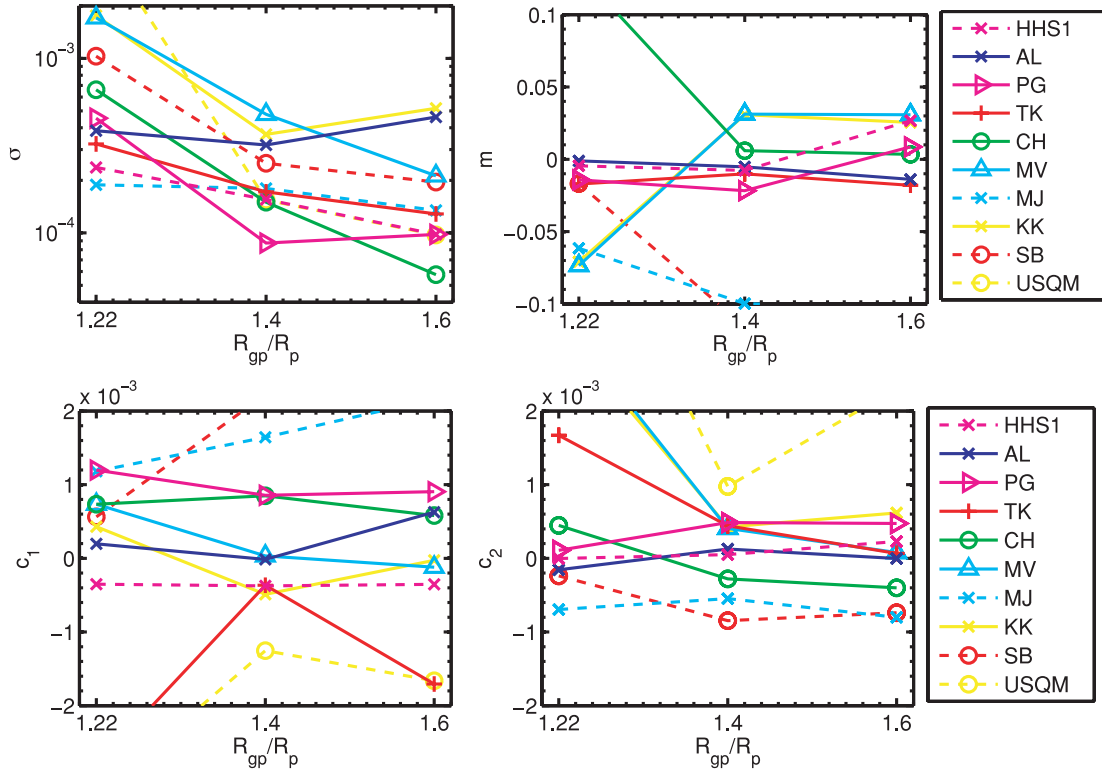 σ
10⁻³
10⁻⁴
1.22
1.4
1.6
R_gp/R_p
m
0.1
0.05
0
−0.05
−0.1
1.22
1.4
1.6
R_gp/R_p
HHS1
AL
PG
TK
CH
MV
MJ
KK
SB
USQM
c₁
x 10⁻³
2
1
0
−1
−2
1.22
1.4
1.6
R_gp/R_p
c₂
x 10⁻³
2
1
0
−1
−2
1.22
1.4
1.6
R_gp/R_p
HHS1
AL
PG
TK
CH
MV
MJ
KK
SB
USQM